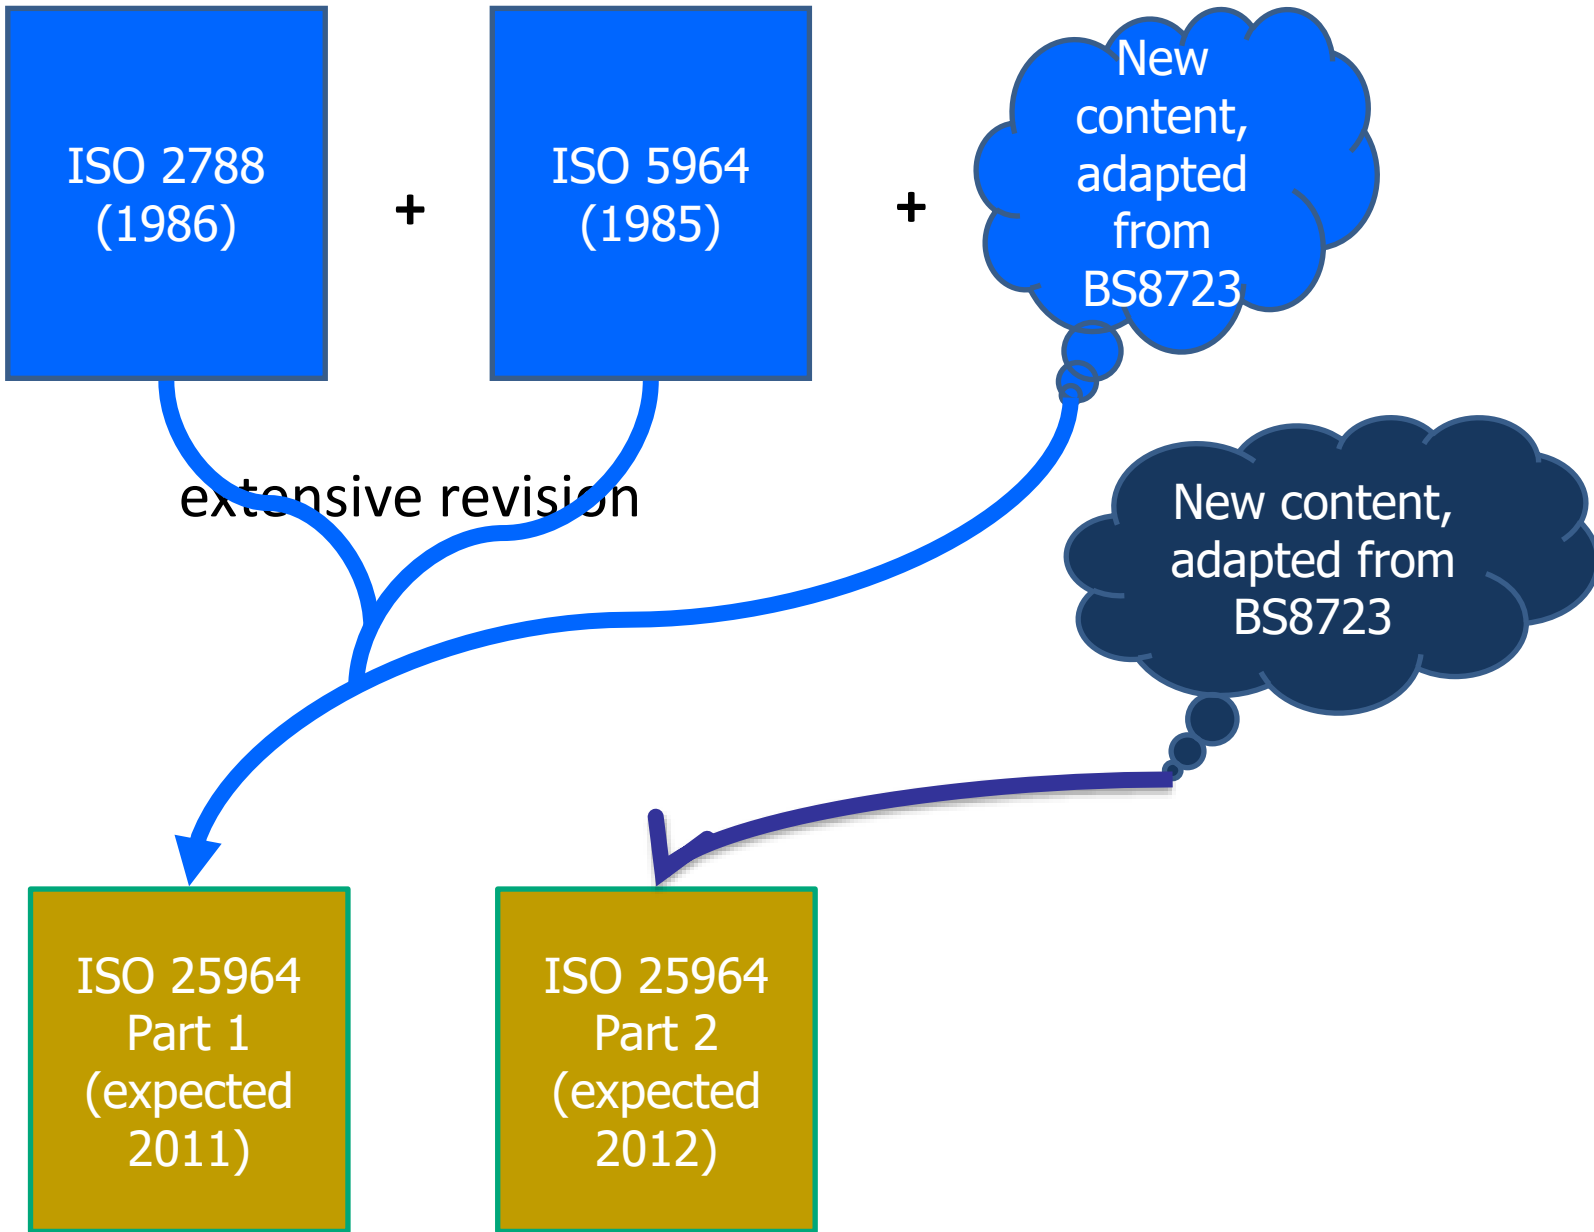 ISO 2788
(1986)
+
ISO 5964
(1985)
+
New
content,
adapted
from
BS8723
extensive revision
New content,
adapted from
BS8723
ISO 25964
Part 1
(expected
2011)
ISO 25964
Part 2
(expected
2012)